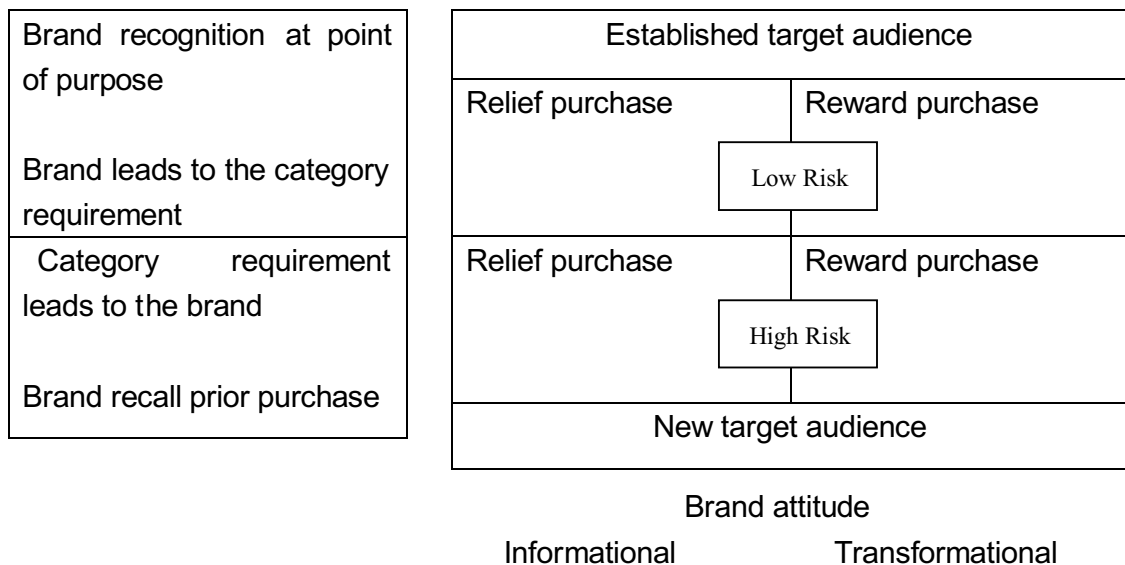 Brand recognition at point
of purpose
Brand leads to the category
requirement
Category requirement
leads to the brand
Brand recall prior purchase
Established target audience
Relief purchase
Reward purchase
Low Risk
Relief purchase
Reward purchase
High Risk
New target audience
Brand attitude
Informational
Transformational